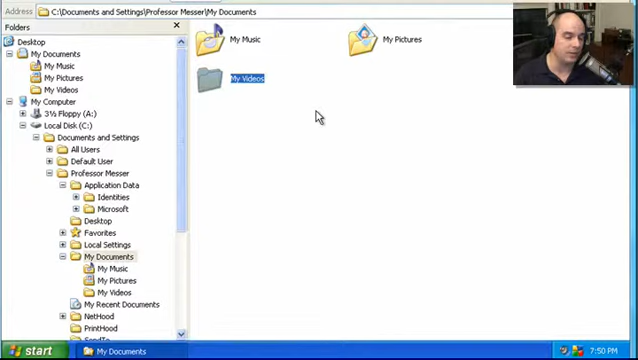 Address C:\Documents and Settings\Professor Messer\My Documents
Folders
Desktop
My Documents
My Music
My Pictures
My Videos
My Computer
3½ Floppy (A:)
Local Disk (C:)
Documents and Settings
All Users
Default User
Professor Messer
Application Data
Identities
Microsoft
Desktop
Favorites
Local Settings
My Documents
My Music
My Pictures
My Videos
My Recent Documents
NetHood
PrintHood
SendTo
My Music
My Pictures
My Videos
start
My Documents
7:50 PM